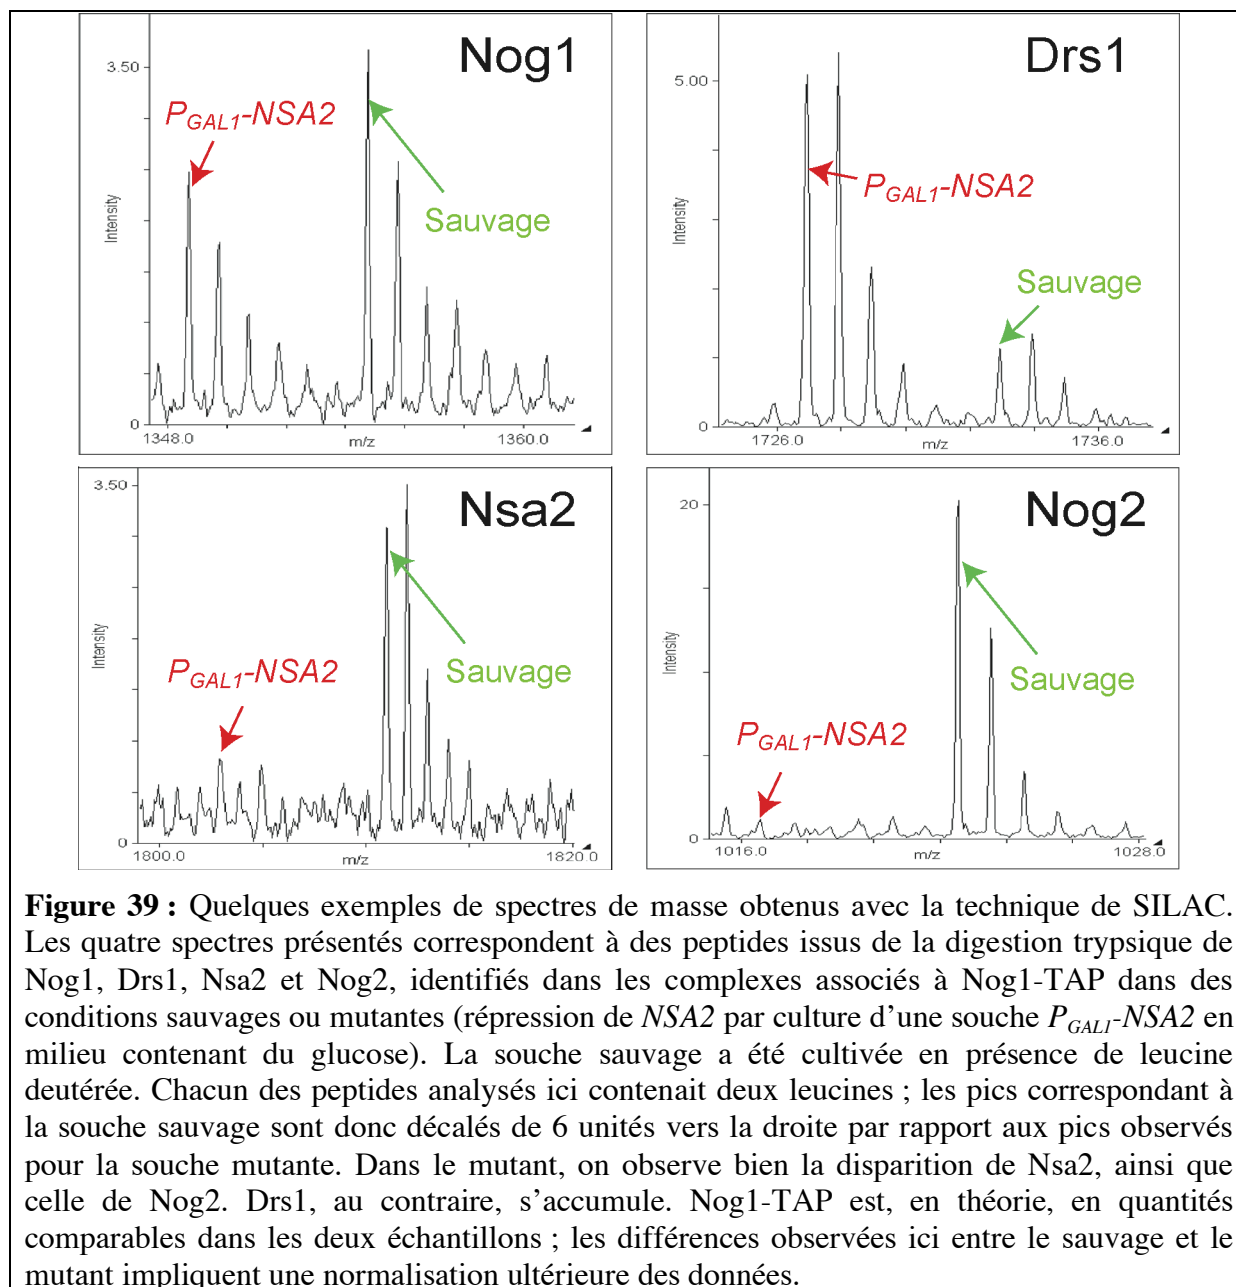 Nog1
3.50
P_GAL1-NSA2
Sauvage
Intensity
0
1348.0
m/z
1360.0
Drs1
5.00
P_GAL1-NSA2
Sauvage
Intensity
0
1726.0
m/z
1736.0
Nsa2
3.50
P_GAL1-NSA2
Sauvage
Intensity
0
1800.0
m/z
1820.0
Nog2
20
P_GAL1-NSA2
Sauvage
Intensity
0
1016.0
m/z
1028.0
Figure 39 : Quelques exemples de spectres de masse obtenus avec la technique de SILAC.
Les quatre spectres présentés correspondent à des peptides issus de la digestion trypsique de
Nog1, Drs1, Nsa2 et Nog2, identifiés dans les complexes associés à Nog1-TAP dans des
conditions sauvages ou mutantes (répression de NSA2 par culture d’une souche P_GAL1-NSA2 en
milieu contenant du glucose). La souche sauvage a été cultivée en présence de leucine
deutérée. Chacun des peptides analysés ici contenait deux leucines ; les pics correspondant à
la souche sauvage sont donc décalés de 6 unités vers la droite par rapport aux pics observés
pour la souche mutante. Dans le mutant, on observe bien la disparition de Nsa2, ainsi que
celle de Nog2. Drs1, au contraire, s’accumule. Nog1-TAP est, en théorie, en quantités
comparables dans les deux échantillons ; les différences observées ici entre le sauvage et le
mutant impliquent une normalisation ultérieure des données.